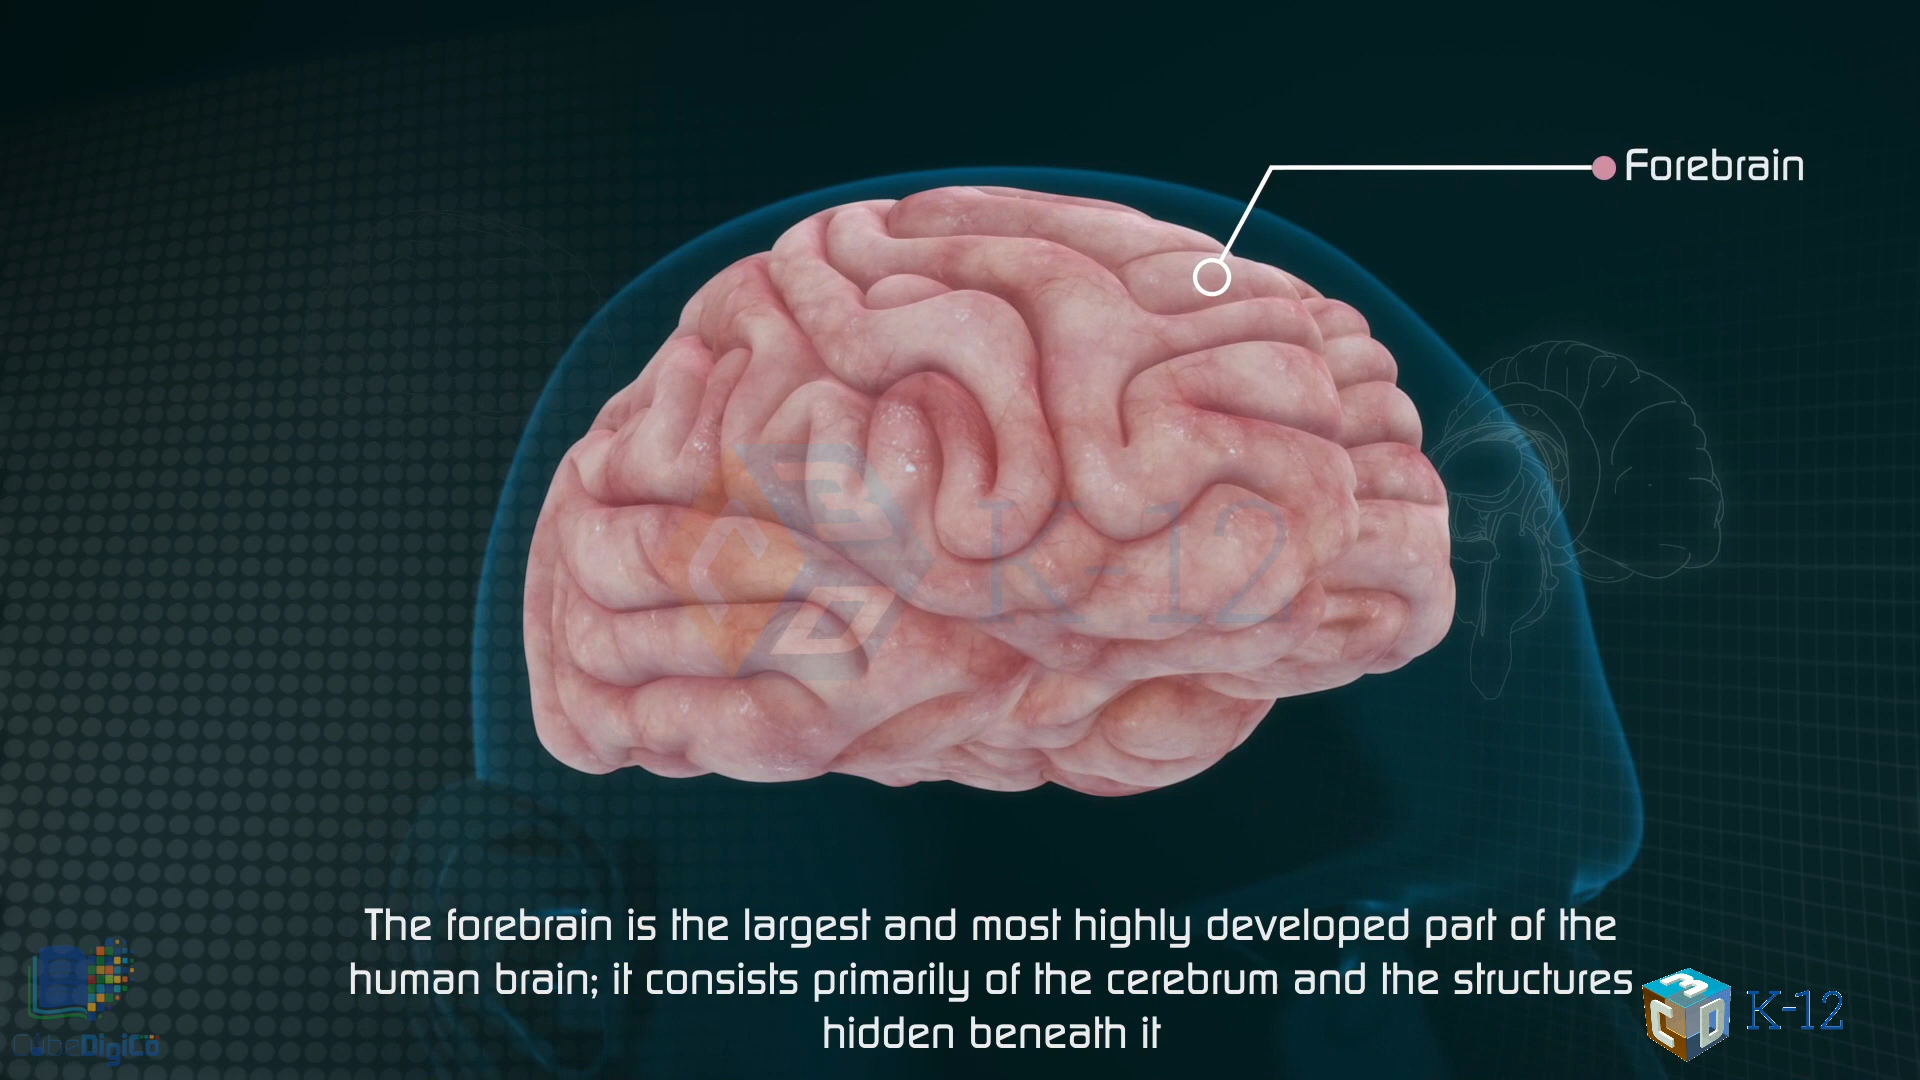 Forebrain
K-12
The forebrain is the largest and most highly developed part of the
human brain; it consists primarily of the cerebrum and the structures
hidden beneath it
CubeDigiCo
3
C D
K-12